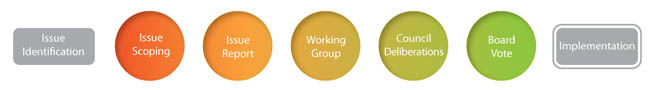 Issue
Identification
Issue
Scoping
Issue
Report
Working
Group
Council
Deliberations
Board
Vote
Implementation